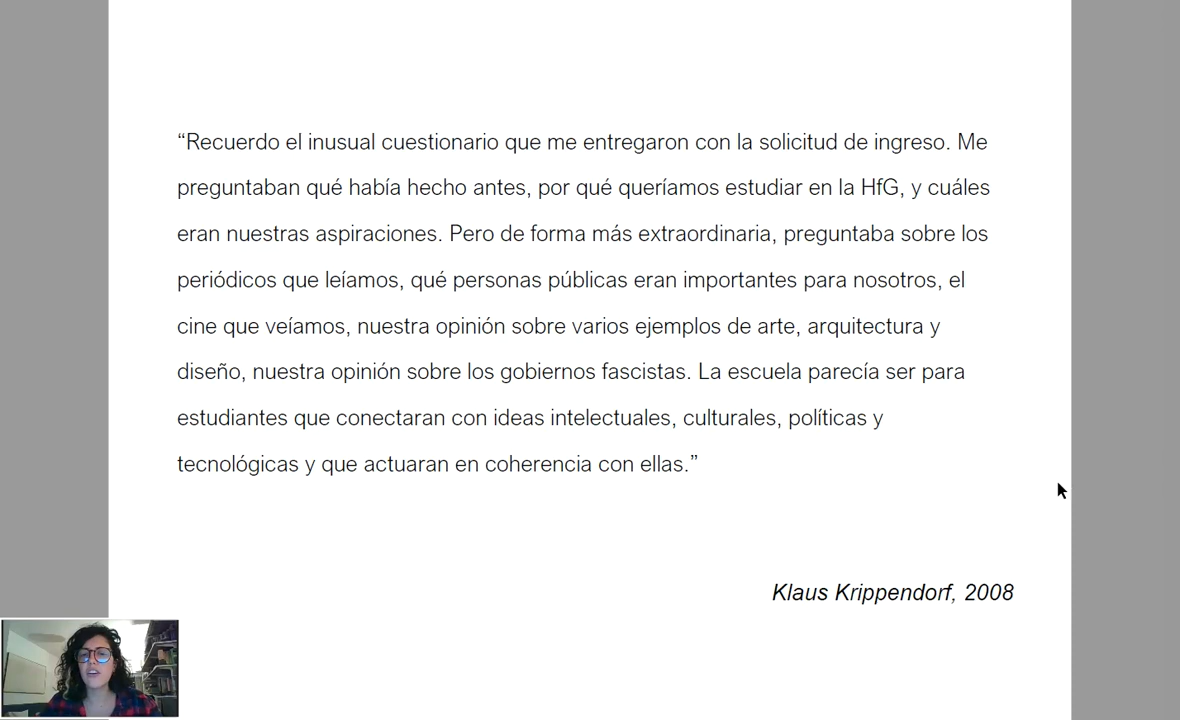 “Recuerdo el inusual cuestionario que me entregaron con la solicitud de ingreso. Me
preguntaban qué había hecho antes, por qué queríamos estudiar en la HfG, y cuáles
eran nuestras aspiraciones. Pero de forma más extraordinaria, preguntaba sobre los
periódicos que leíamos, qué personas públicas eran importantes para nosotros, el
cine que veíamos, nuestra opinión sobre varios ejemplos de arte, arquitectura y
diseño, nuestra opinión sobre los gobiernos fascistas. La escuela parecía ser para
estudiantes que conectaran con ideas intelectuales, culturales, políticas y
tecnológicas y que actuaran en coherencia con ellas.”
Klaus Krippendorf, 2008